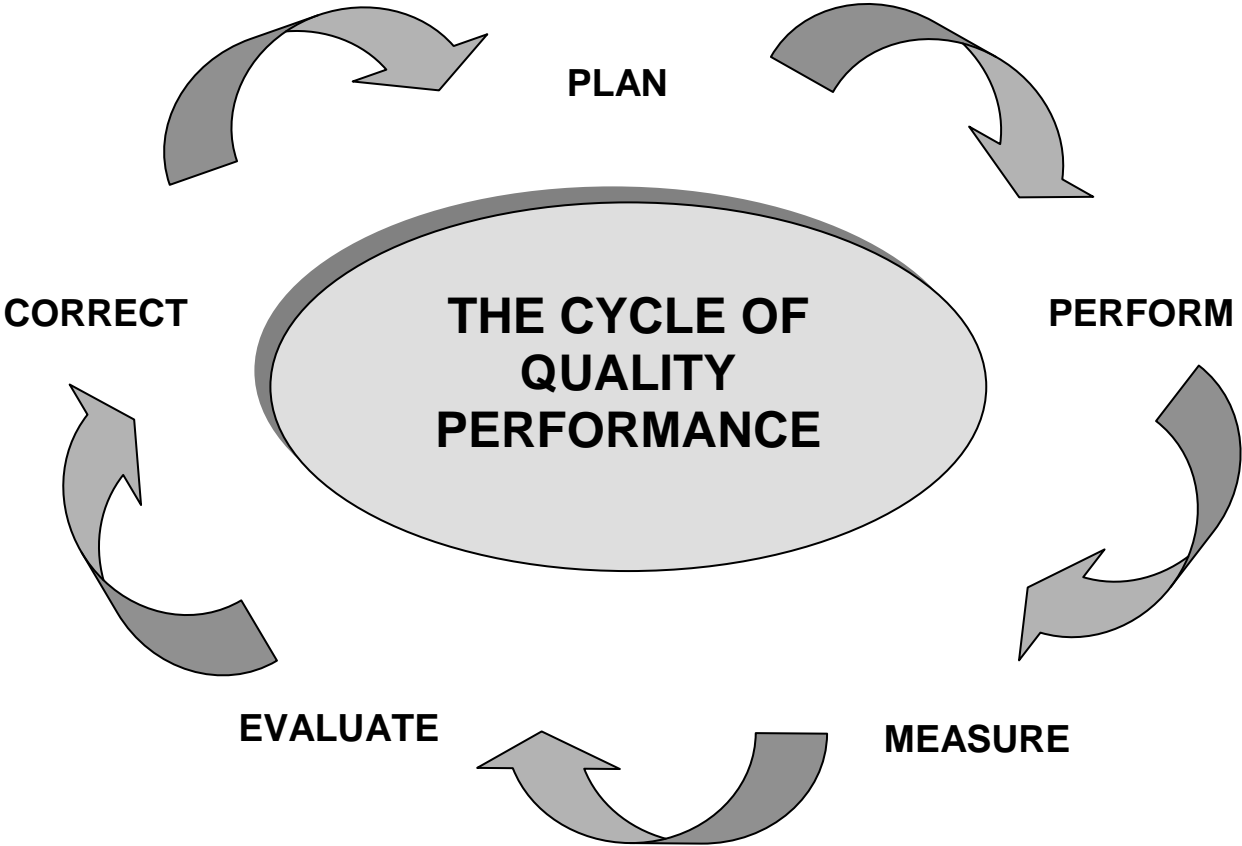 PLAN
CORRECT
THE CYCLE OF
QUALITY
PERFORMANCE
PERFORM
EVALUATE
MEASURE